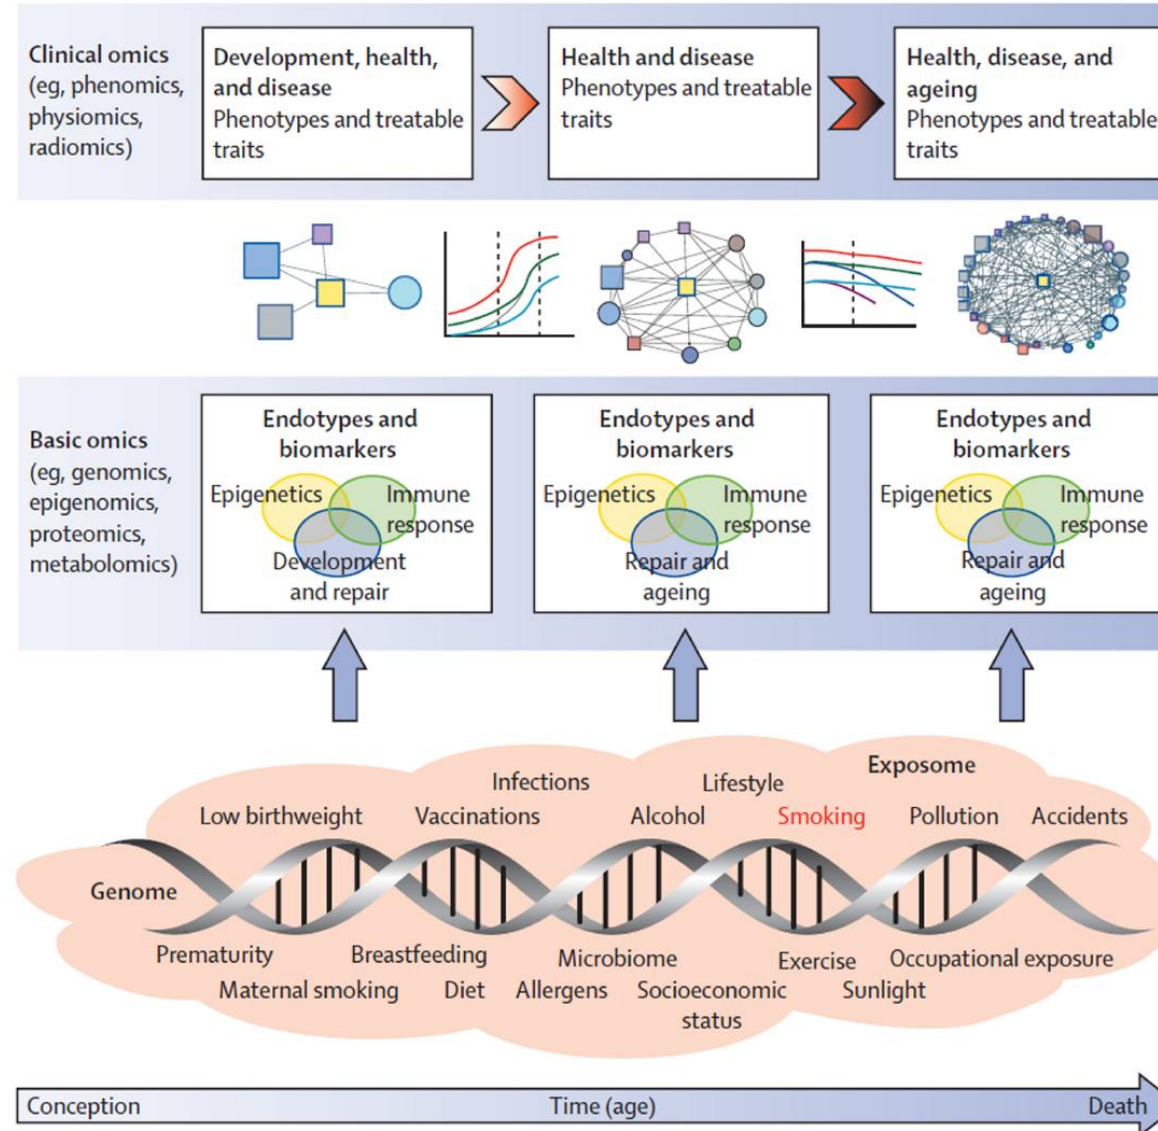 Clinical omics
(eg, phenomics,
physiomics,
radiomics)
Development, health,
and disease
Phenotypes and treatable
traits
Health and disease
Phenotypes and treatable
traits
Health, disease, and
ageing
Phenotypes and treatable
traits
Basic omics
(eg, genomics,
epigenomics,
proteomics,
metabolomics)
Endotypes and
biomarkers
Epigenetics
Immune
response
Development
and repair
Endotypes and
biomarkers
Epigenetics
Immune
response
Repair and
ageing
Endotypes and
biomarkers
Epigenetics
Immune
response
Repair and
ageing
Exposome
Infections
Lifestyle
Low birthweight
Vaccinations
Alcohol
Smoking
Pollution
Accidents
Genome
Prematurity
Breastfeeding
Microbiome
Exercise
Occupational exposure
Maternal smoking
Diet
Allergens
Socioeconomic
status
Sunlight
Conception
Time (age)
Death